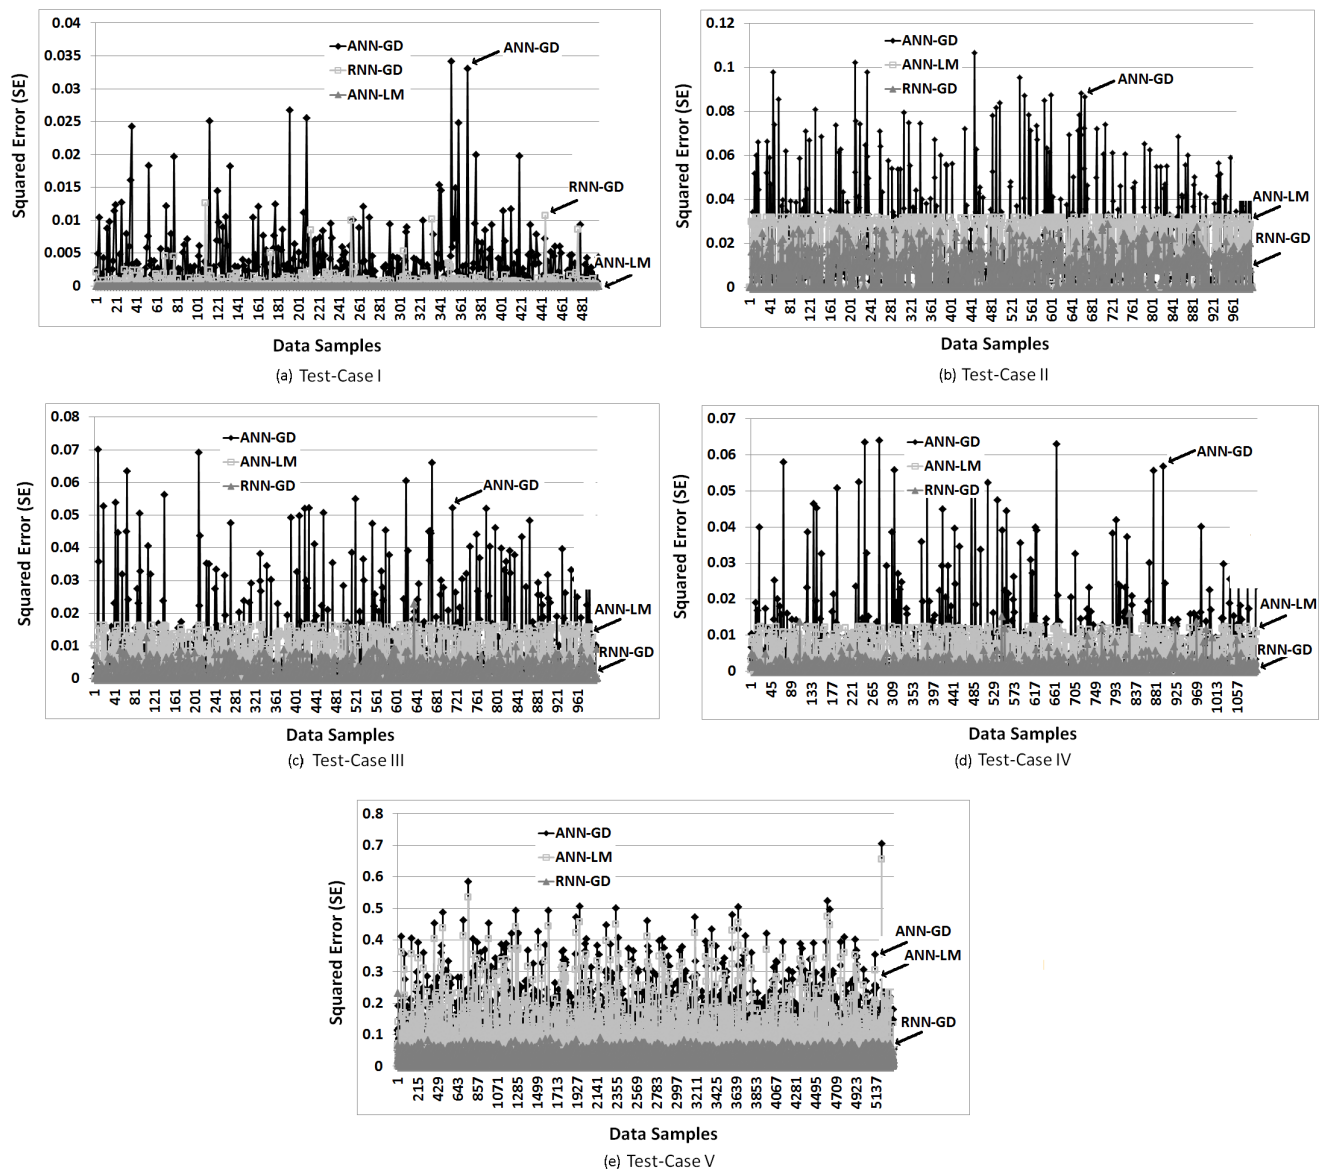 0.04
0.035
0.03
0.025
0.02
0.015
0.01
0.005
0
Squared Error (SE)
ANN-GD
RNN-GD
ANN-LM
ANN-GD
RNN-GD
ANN-LM
1 21 41 61 81 101 121 141 161 181 201 221 241 261 281 301 321 341 361 381 401 421 441 461 481
Data Samples
(a) Test-Case I
0.12
0.1
0.08
0.06
0.04
0.02
0
Squared Error (SE)
ANN-GD
ANN-LM
RNN-GD
ANN-GD
ANN-LM
RNN-GD
1 41 81 121 161 201 241 281 321 361 401 441 481 521 561 601 641 681 721 761 801 841 881 921 961
Data Samples
(b) Test-Case II
0.08
0.07
0.06
0.05
0.04
0.03
0.02
0.01
0
Squared Error (SE)
ANN-GD
ANN-LM
RNN-GD
ANN-GD
ANN-LM
RNN-GD
1 41 81 121 161 201 241 281 321 361 401 441 481 521 561 601 641 681 721 761 801 841 881 921 961
Data Samples
(c) Test-Case III
0.07
0.06
0.05
0.04
0.03
0.02
0.01
0
Squared Error (SE)
ANN-GD
ANN-LM
RNN-GD
ANN-GD
ANN-LM
RNN-GD
1 45 89 133 177 221 265 309 353 397 441 485 529 573 617 661 705 749 793 837 881 925 969 1013 1057
Data Samples
(d) Test-Case IV
0.8
0.7
0.6
0.5
0.4
0.3
0.2
0.1
0
Squared Error (SE)
ANN-GD
ANN-LM
RNN-GD
ANN-GD
ANN-LM
RNN-GD
1 215 429 643 857 1071 1285 1499 1713 1927 2141 2355 2569 2783 2997 3211 3425 3639 3853 4067 4281 4495 4709 4923 5137
Data Samples
(e) Test-Case V